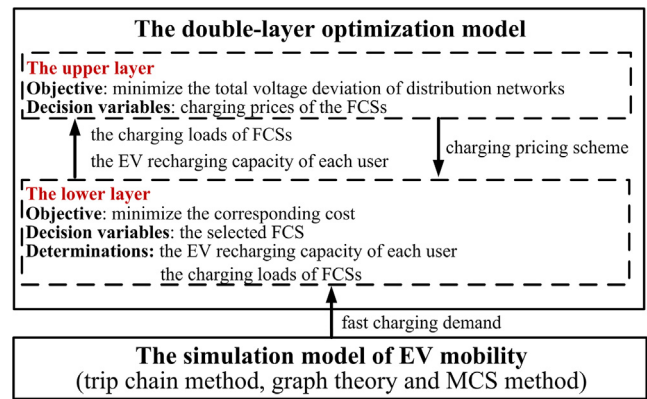 The double-layer optimization model
The upper layer
Objective: minimize the total voltage deviation of distribution networks
Decision variables: charging prices of the FCSs
the charging loads of FCSs
the EV recharging capacity of each user
charging pricing scheme
The lower layer
Objective: minimize the corresponding cost
Decision variables: the selected FCS
Determinations: the EV recharging capacity of each user
the charging loads of FCSs
fast charging demand
The simulation model of EV mobility
(trip chain method, graph theory and MCS method)